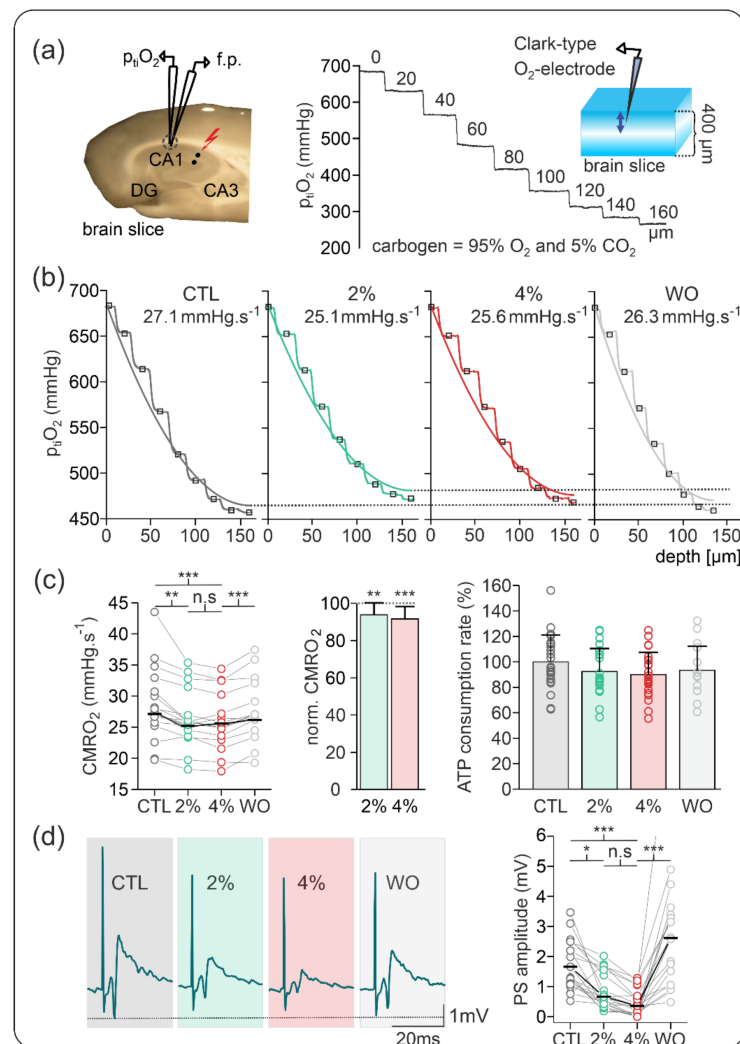 (a)
pₜᵢO₂
f.p.
CA1
DG
CA3
brain slice
pₜᵢO₂ (mmHg)
700
600
500
400
300
200
0
20
40
60
80
100
120
140
160
µm
carbogen = 95% O₂ and 5% CO₂
Clark-type
O₂-electrode
400 µm
brain slice
(b)
pₜᵢO₂ (mmHg)
700
650
600
550
500
450
CTL
27.1 mmHg.s⁻¹
2%
25.1 mmHg.s⁻¹
4%
25.6 mmHg.s⁻¹
WO
26.3 mmHg.s⁻¹
0 50 100 150
0 50 100 150
0 50 100 150
0 50 100 150
depth [µm]
(c)
CMRO₂ (mmHg.s⁻¹)
45
40
35
30
25
20
15
***
** n.s ***
CTL 2% 4% WO
norm. CMRO₂
100
80
60
40
20
0
** ***
2% 4%
ATP consumption rate (%)
160
140
120
100
80
60
40
20
0
CTL 2% 4% WO
(d)
CTL
2%
4%
WO
1mV
20ms
PS amplitude (mV)
6
5
4
3
2
1
0
***
* n.s ***
CTL 2% 4% WO